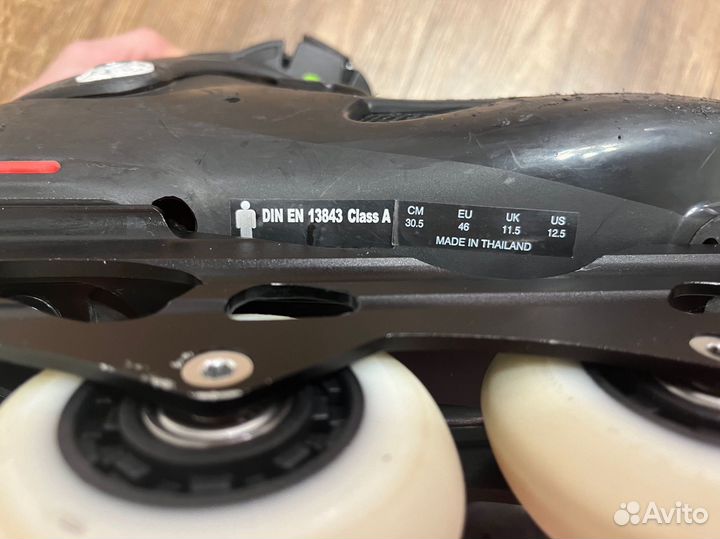 DIN EN 13843 Class A
CM EU UK US
30.5 46 11.5 12.5
MADE IN THAILAND
Avito